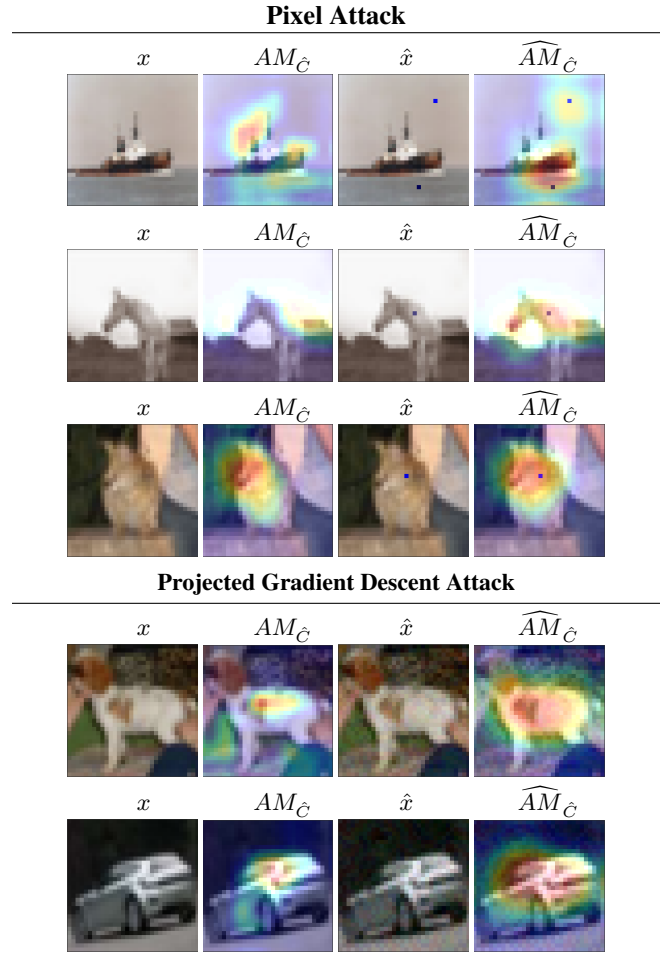 Pixel Attack
x AM_Ĉ x̂ \widehat{AM}_Ĉ
x AM_Ĉ x̂ \widehat{AM}_Ĉ
x AM_Ĉ x̂ \widehat{AM}_Ĉ
Projected Gradient Descent Attack
x AM_Ĉ x̂ \widehat{AM}_Ĉ
x AM_Ĉ x̂ \widehat{AM}_Ĉ